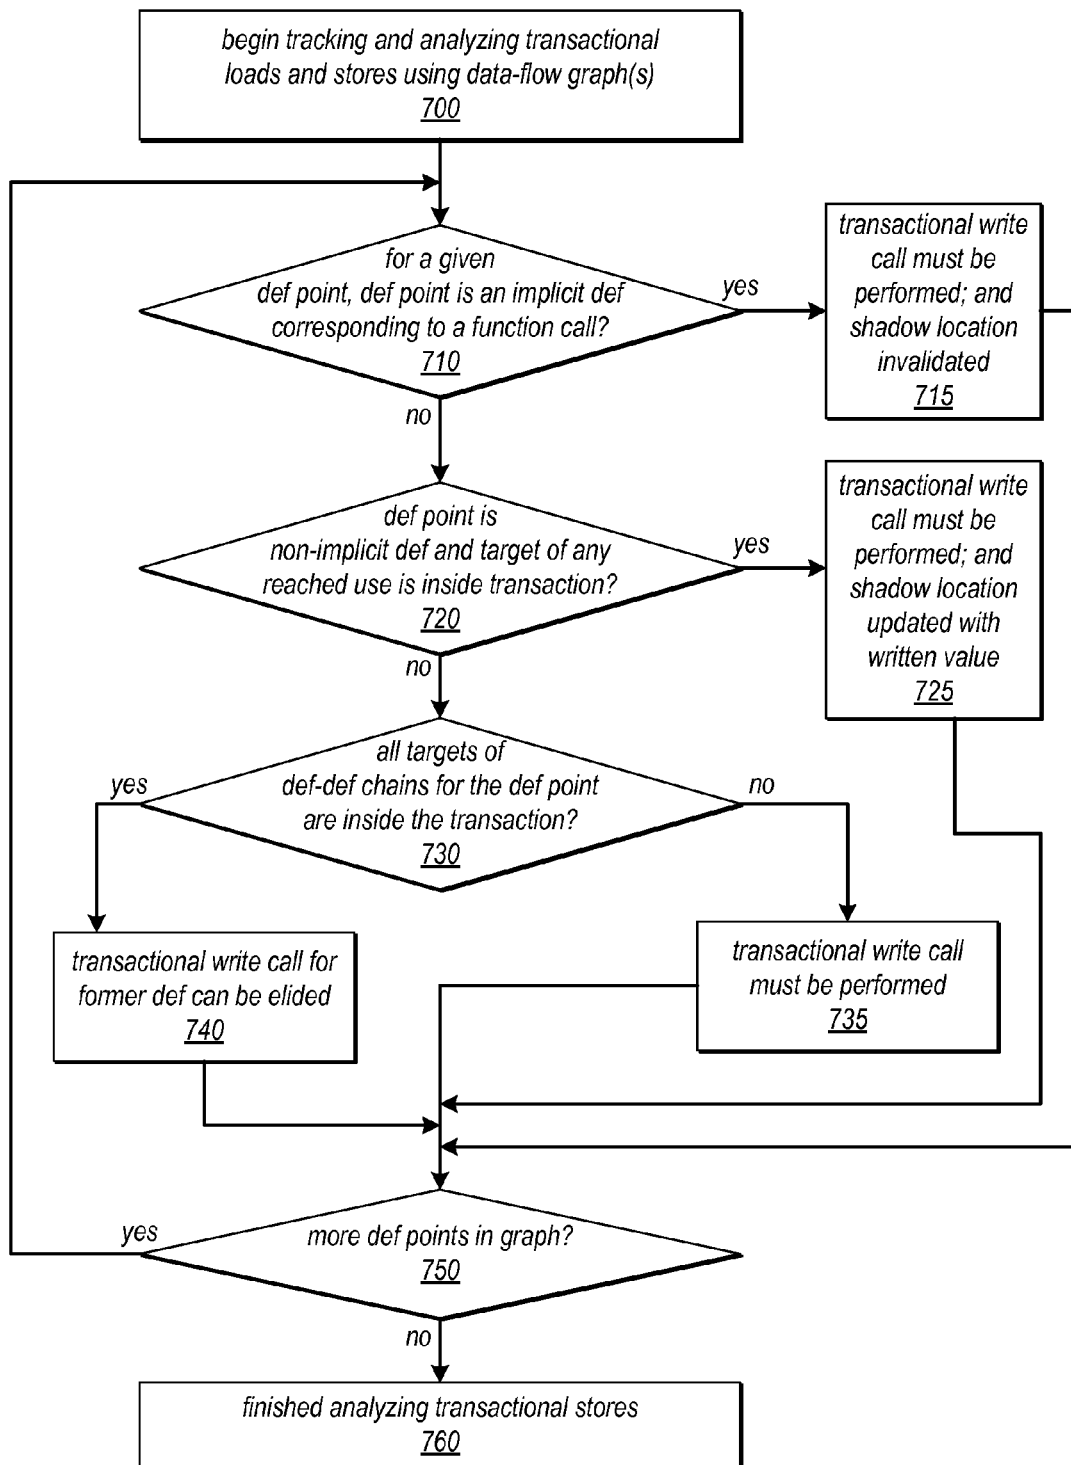 begin tracking and analyzing transactional
loads and stores using data-flow graph(s)
700
for a given
def point, def point is an implicit def
corresponding to a function call?
710
yes
transactional write
call must be
performed; and
shadow location
invalidated
715
no
def point is
non-implicit def and target of any
reached use is inside transaction?
720
yes
transactional write
call must be
performed; and
shadow location
updated with
written value
725
no
all targets of
def-def chains for the def point
are inside the transaction?
730
yes
no
transactional write call for
former def can be elided
740
transactional write call
must be performed
735
more def points in graph?
750
yes
no
finished analyzing transactional stores
760